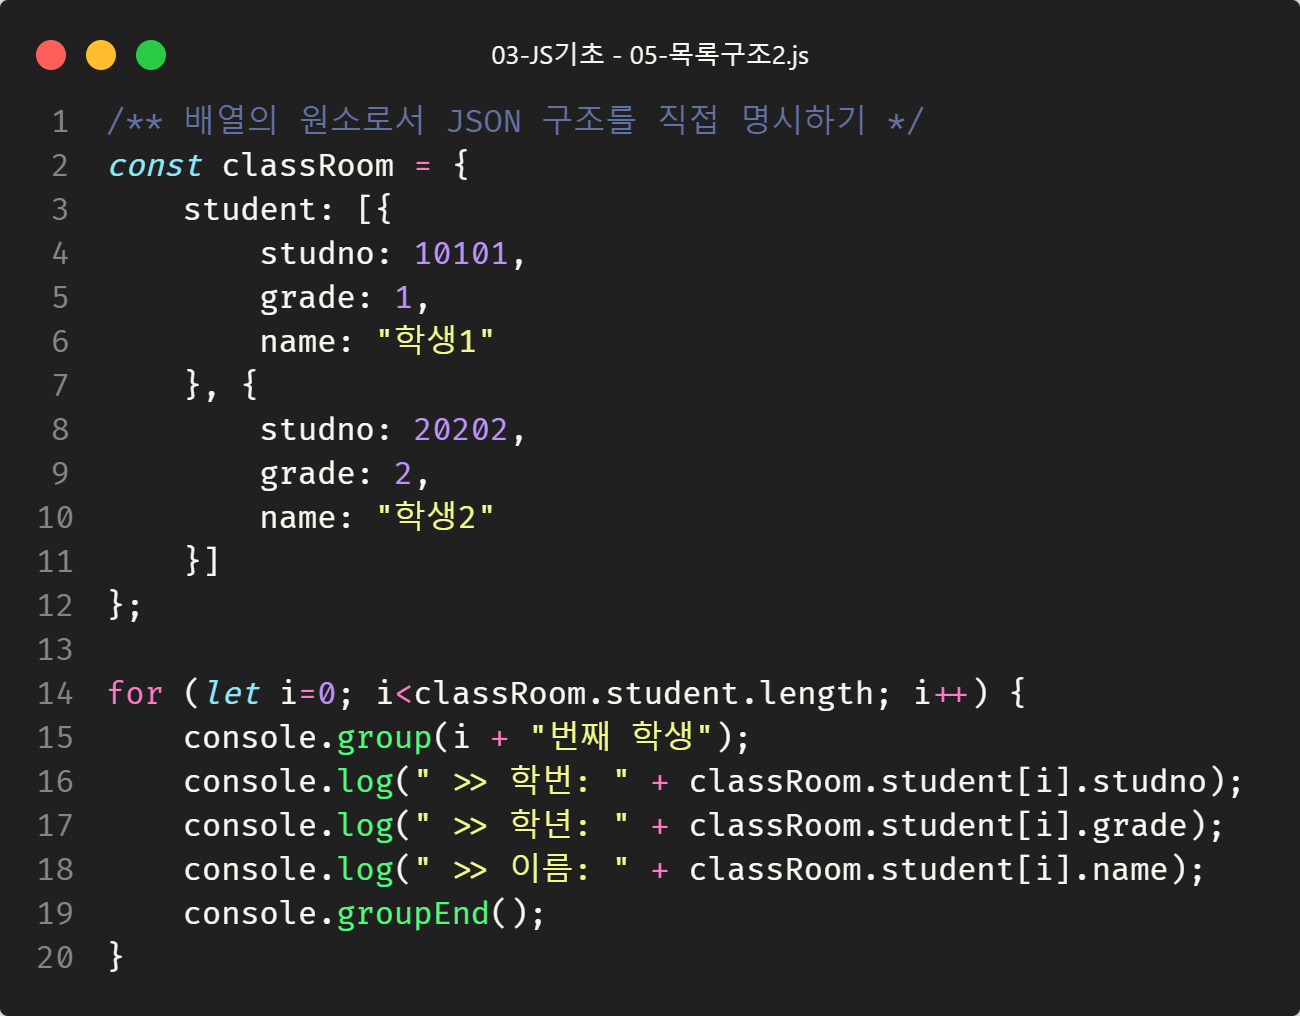 03-JS기초 - 05-목록구조2.js
1 /** 배열의 원소로서 JSON 구조를 직접 명시하기 */
2 const classRoom = {
3     student: [{
4         studno: 10101,
5         grade: 1,
6         name: "학생1"
7     }, {
8         studno: 20202,
9         grade: 2,
10         name: "학생2"
11     }]
12 };
13
14 for (let i=0; i<classRoom.student.length; i++) {
15     console.group(i + "번째 학생");
16     console.log(" >> 학번: " + classRoom.student[i].studno);
17     console.log(" >> 학년: " + classRoom.student[i].grade);
18     console.log(" >> 이름: " + classRoom.student[i].name);
19     console.groupEnd();
20 }